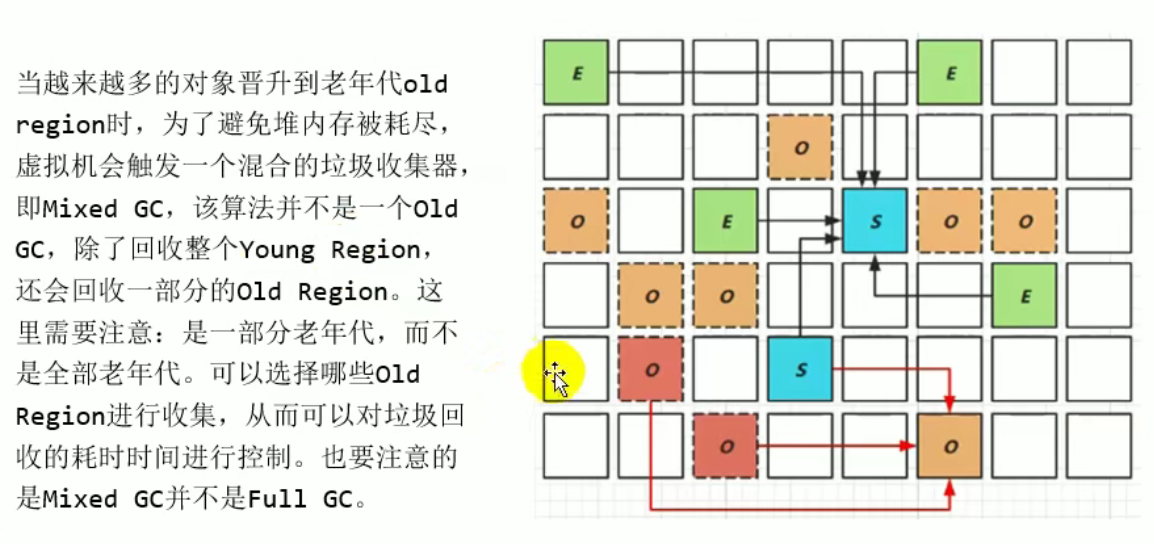 当越来越多的对象晋升到老年代old
region时，为了避免堆内存被耗尽，
虚拟机会触发一个混合的垃圾收集器，
即Mixed GC，该算法并不是一个Old
GC，除了回收整个Young Region，
还会回收一部分的Old Region。这
里需要注意：是一部分老年代，而不
是全部老年代。可以选择哪些Old
Region进行收集，从而可以对垃圾回
收的耗时时间进行控制。也要注意的
是Mixed GC并不是Full GC。
E E
O
O E S O O
O O E
O S
O O